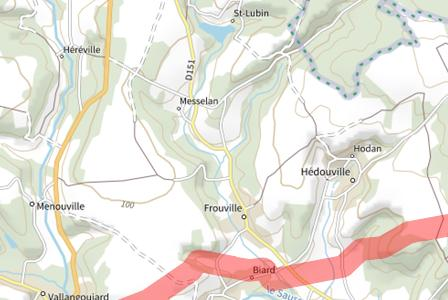 St-Lubin
Héréville
D151
Messelan
Hodan
Hédouville
Menouville
100
Frouville
Biard
Vallangoujard